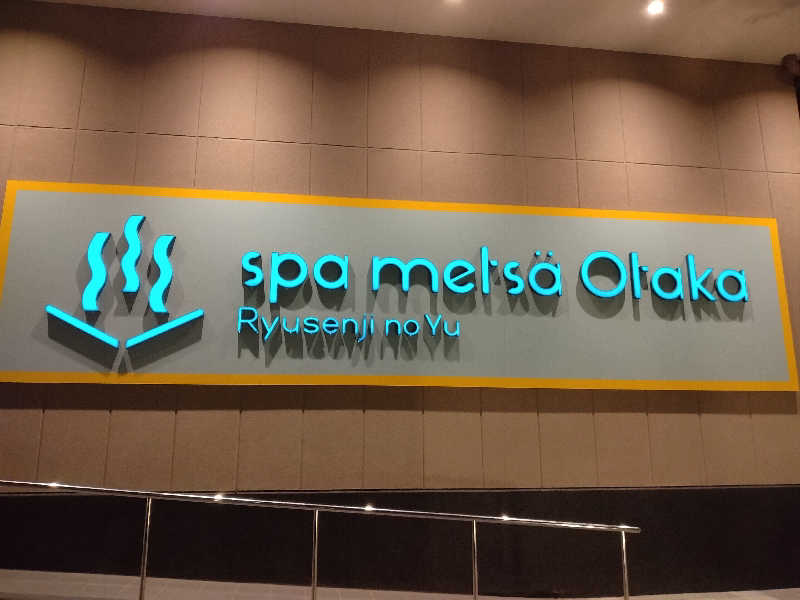 spa metsä Otaka
Ryusenji no Yu